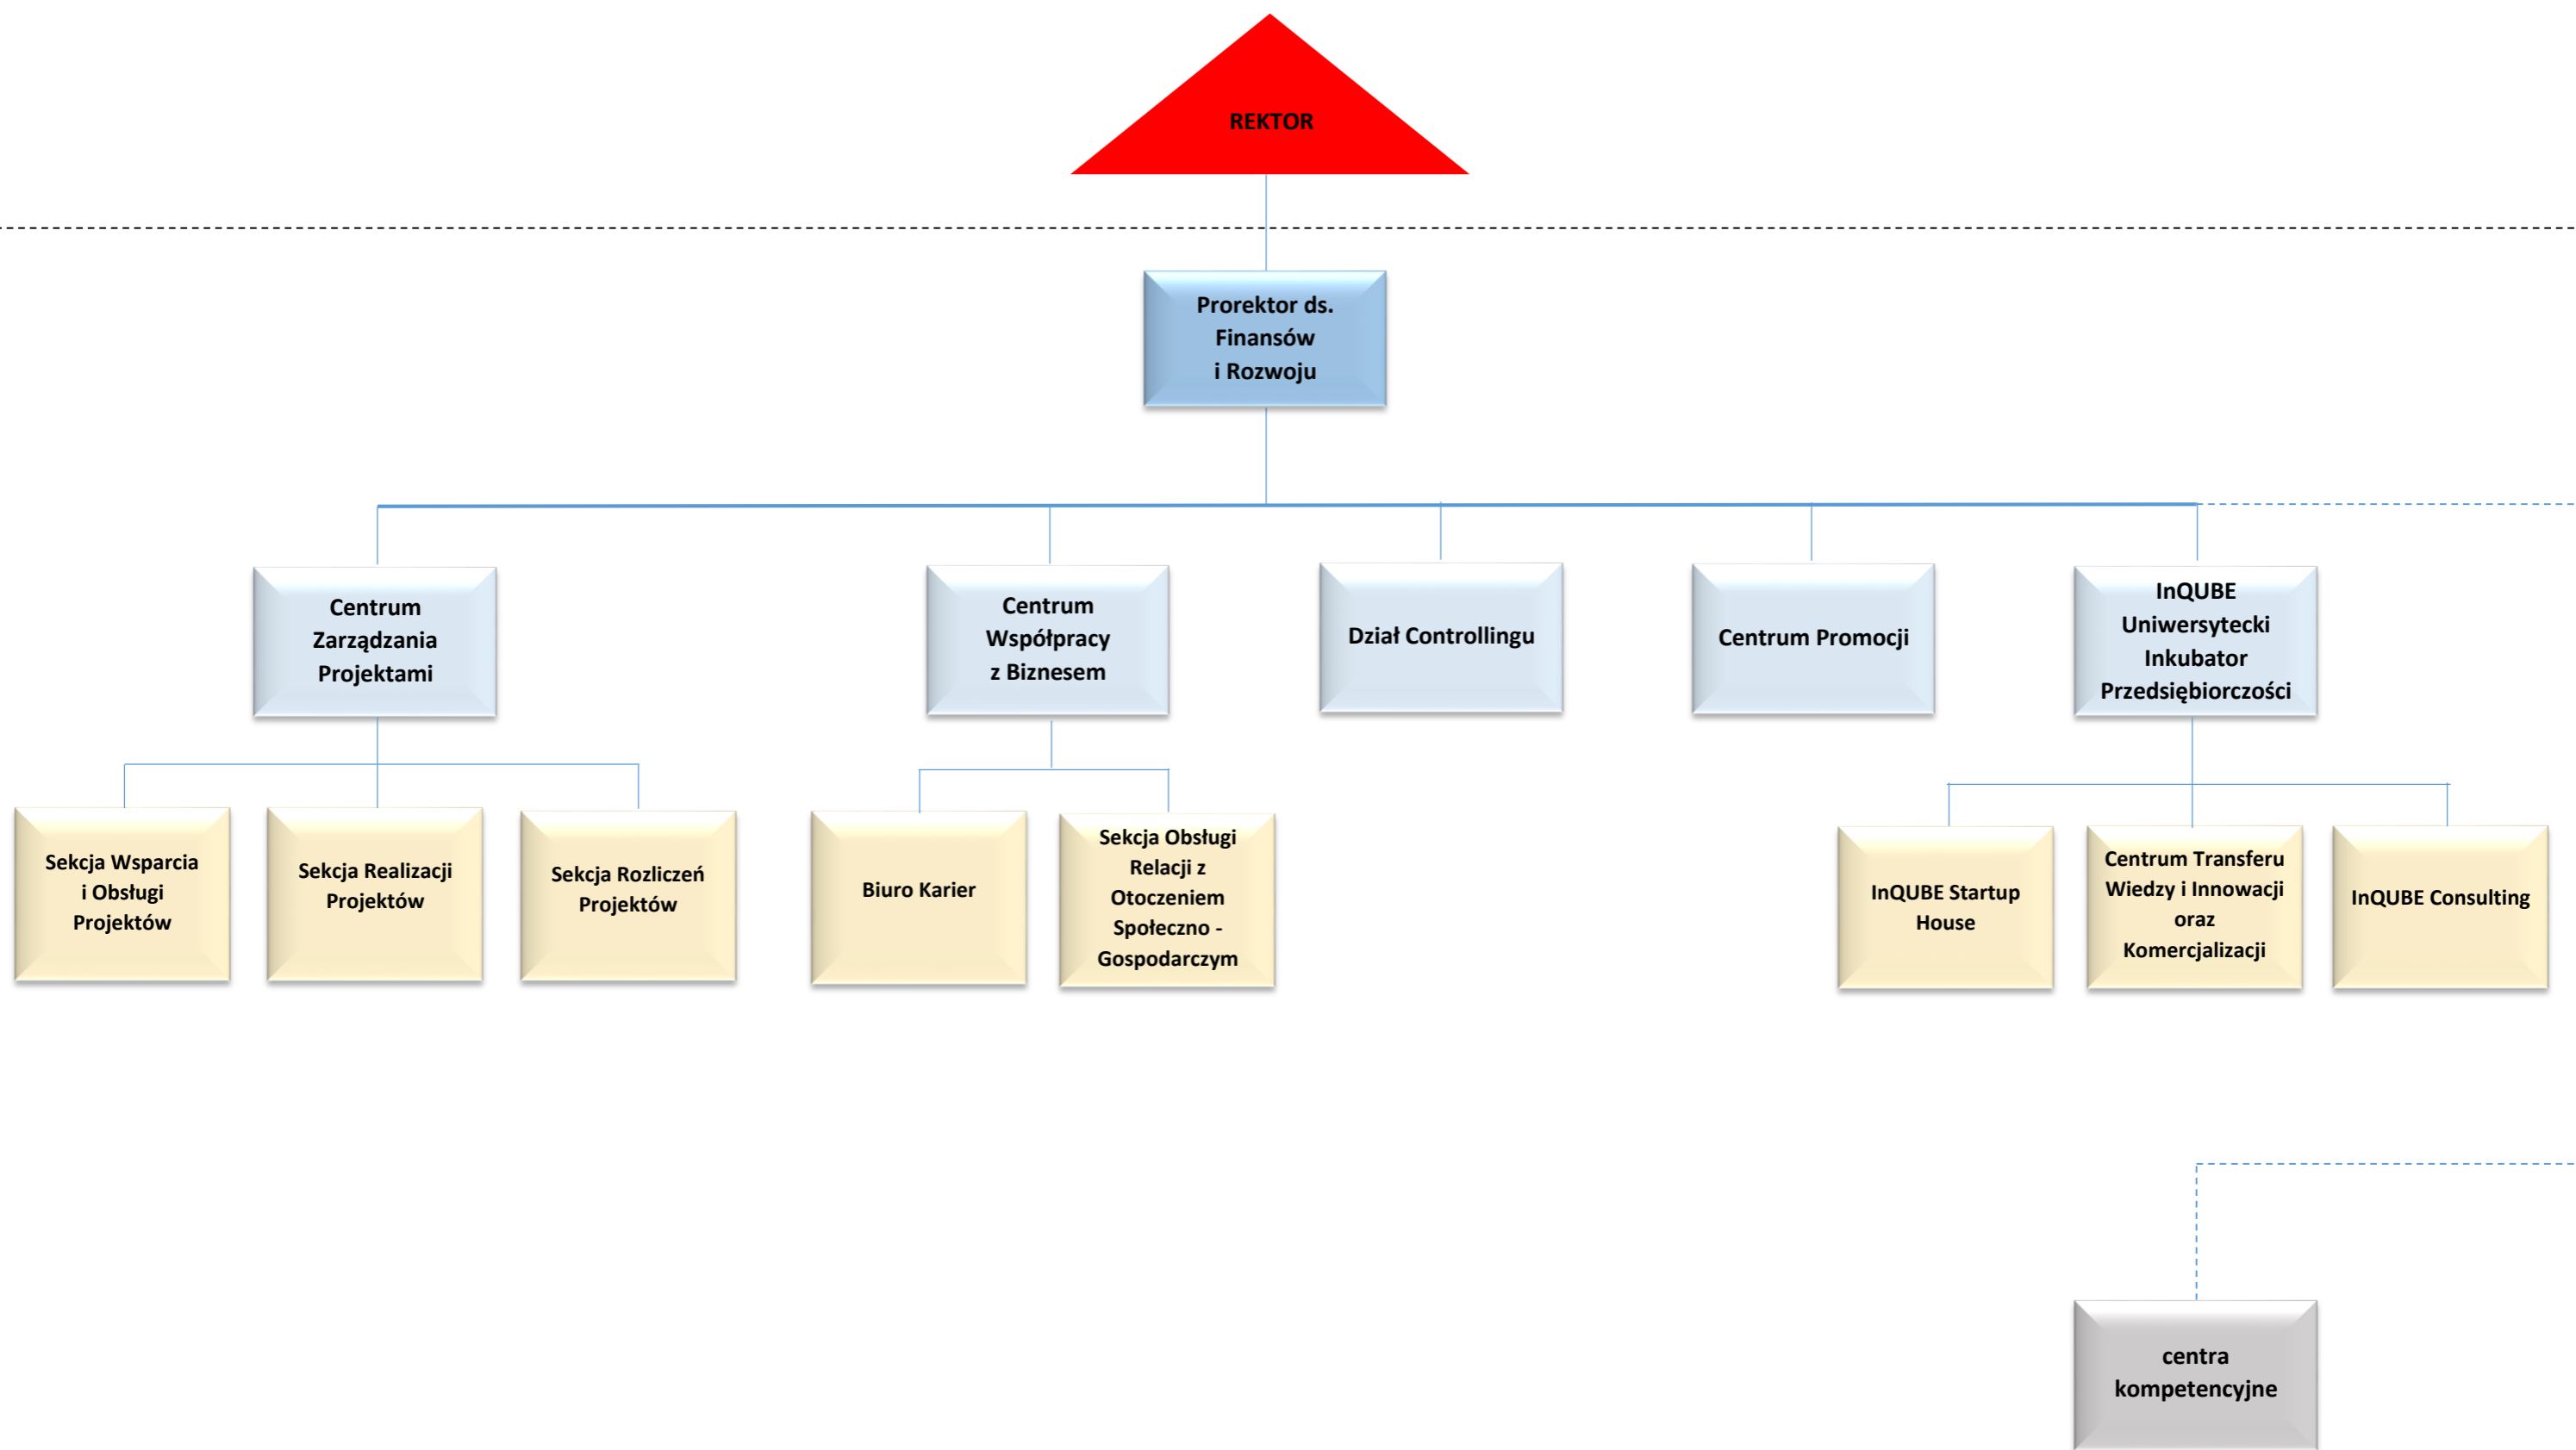 REKTOR
Prorektor ds.
Finansów
i Rozwoju
Centrum
Zarządzania
Projektami
Centrum
Współpracy
z Biznesem
Dział Controllingu
Centrum Promocji
InQUBE
Uniwersytecki
Inkubator
Przedsiębiorczości
Sekcja Wsparcia
i Obsługi
Projektów
Sekcja Realizacji
Projektów
Sekcja Rozliczeń
Projektów
Biuro Karier
Sekcja Obsługi
Relacji z
Otoczeniem
Społeczno -
Gospodarczym
InQUBE Startup
House
Centrum Transferu
Wiedzy i Innowacji
oraz
Komercjalizacji
InQUBE Consulting
centra
kompetencyjne